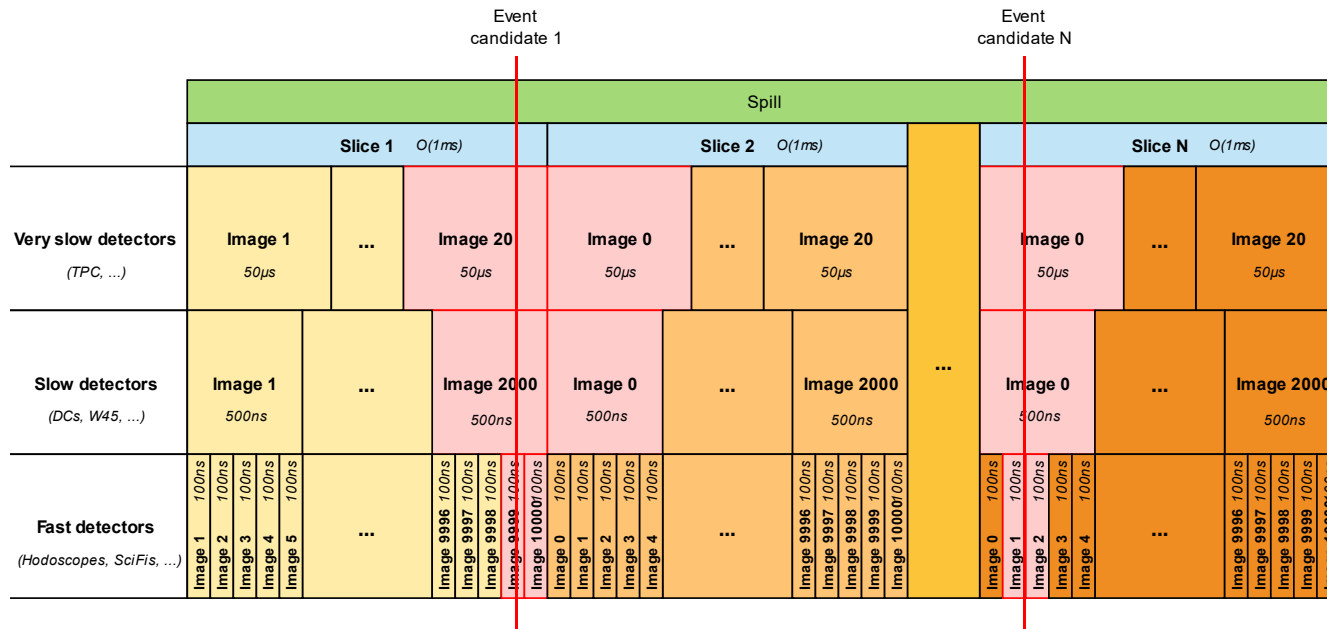 Event
candidate 1
Event
candidate N
Spill
Slice 1 O(1ms)
Slice 2 O(1ms)
Slice N O(1ms)
Very slow detectors
(TPC, ...)
Image 1
50µs
...
Image 20
50µs
Image 0
50µs
...
Image 20
50µs
...
Image 0
50µs
...
Image 20
50µs
Slow detectors
(DCs, W45, ...)
Image 1
500ns
...
Image 2000
500ns
Image 0
500ns
...
Image 2000
500ns
Image 0
500ns
...
Image 2000
500ns
Fast detectors
(Hodoscopes, SciFis, ...)
Image 1 100ns
Image 2 100ns
Image 3 100ns
Image 4 100ns
Image 5 100ns
...
Image 9996 100ns
Image 9997 100ns
Image 9998 100ns
Image 9999 100ns
Image 10000 100ns
Image 0 100ns
Image 1 100ns
Image 2 100ns
Image 3 100ns
Image 4 100ns
...
Image 9996 100ns
Image 9997 100ns
Image 9998 100ns
Image 9999 100ns
Image 10000 100ns
Image 0 100ns
Image 1 100ns
Image 2 100ns
Image 3 100ns
Image 4 100ns
...
Image 9996 100ns
Image 9997 100ns
Image 9998 100ns
Image 9999 100ns